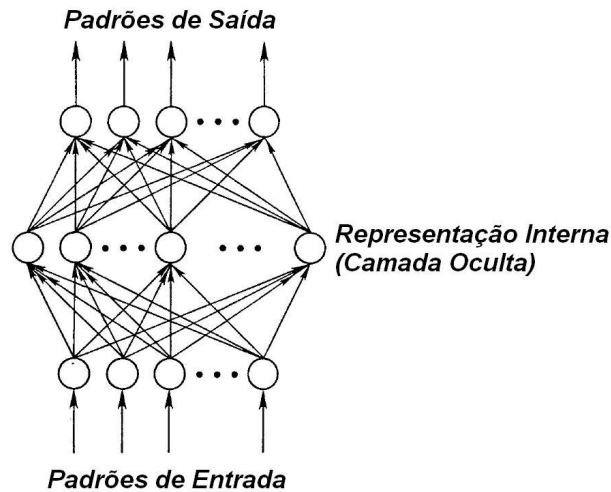 Padrões de Saída
Representação Interna
(Camada Oculta)
Padrões de Entrada